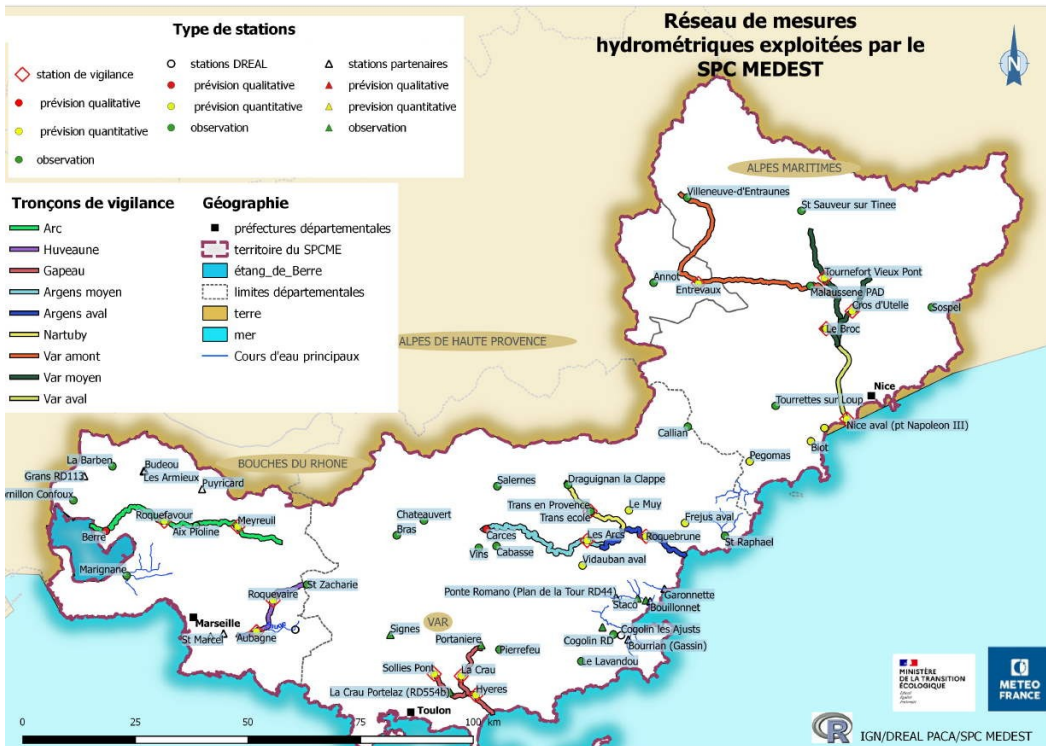 Réseau de mesures
hydrométriques exploitées par le
SPC MEDEST
Type de stations
station de vigilance
prévision qualitative
prévision quantitative
observation
stations DREAL
prévision qualitative
prévision quantitative
observation
stations partenaires
prévision qualitative
prevision quantitative
observation
N
Tronçons de vigilance
Arc
Huveaune
Gapeau
Argens moyen
Argens aval
Nartuby
Var amont
Var moyen
Var aval
Géographie
préfectures départementales
territoire du SPCME
étang_de_Berre
limites départementales
terre
mer
Cours d'eau principaux
ALPES MARITIMES
Villeneuve-d'Entraunes
St Sauveur sur Tinee
Annot
Entrevaux
Tournefort Vieux Pont
Malaussene PAD
Cros d'Utelle
Le Broc
Sospel
ALPES DE HAUTE PROVENCE
Nice
Tourrettes sur Loup
Nice aval (pt Napoleon III)
Callian
Biot
Pegomas
BOUCHES DU RHONE
La Barben
Grans RD113
Budeou
Les Armieux
Puyricard
rnillon Confoux
Roquefavour
Meyreuil
Aix Pioline
Berre
Marignane
Salernes
Draguignan la Clappe
Chateauvert
Bras
Trans en Provence
Trans ecole
Le Muy
Frejus aval
Carces
Les Arcs
Roquebrune
St Raphael
Vins
Cabasse
Vidauban aval
St Zacharie
Roquevaire
Marseille
St Marcel
Aubagne
Ponte Romano (Plan de la Tour RD44)
Garonnette
Staco
Bouillonnet
VAR
Signes
Portaniere
Pierrefeu
Cogolin RD
Cogolin les Ajusts
Bourrian (Gassin)
Sollies Pont
La Crau
Le Lavandou
La Crau Portelaz (RD554b)
Hyeres
Toulon
0 25 50 75 100 km
MINISTÈRE
DE LA TRANSITION
ÉCOLOGIQUE
Liberté
Égalité
Fraternité
METEO
FRANCE
R
IGN/DREAL PACA/SPC MEDEST